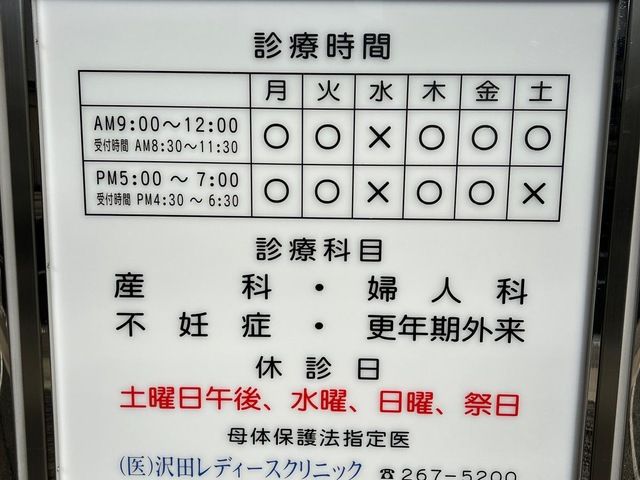 診療時間
月 火 水 木 金 土
AM9:00〜12:00 ○ ○ × ○ ○ ○
受付時間 AM8:30〜11:30
PM5:00 〜 7:00 ○ ○ × ○ ○ ×
受付時間 PM4:30 〜 6:30
診療科目
産 科・婦人科
不妊症・更年期外来
休診日
土曜日午後、水曜、日曜、祭日
母体保護法指定医
(医)沢田レディースクリニック ☎267-5200